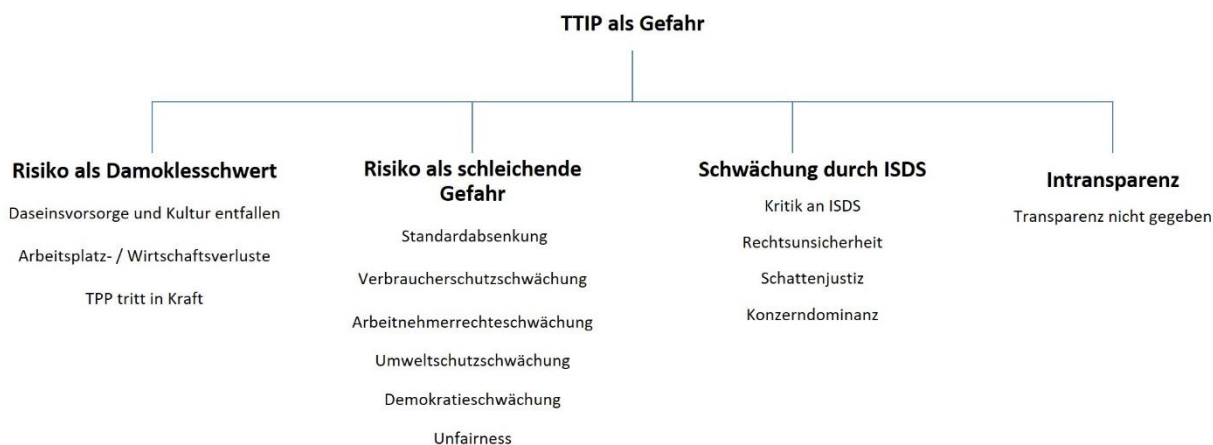 TTIP als Gefahr
Risiko als Damoklesschwert
Daseinsvorsorge und Kultur entfallen
Arbeitsplatz- / Wirtschaftsverluste
TPP tritt in Kraft
Risiko als schleichende
Gefahr
Standardabsenkung
Verbraucherschutzschwächung
Arbeitnehmerrechteschwächung
Umweltschutzschwächung
Demokratieschwächung
Unfairness
Schwächung durch ISDS
Kritik an ISDS
Rechtsunsicherheit
Schattenjustiz
Konzerndominanz
Intransparenz
Transparenz nicht gegeben